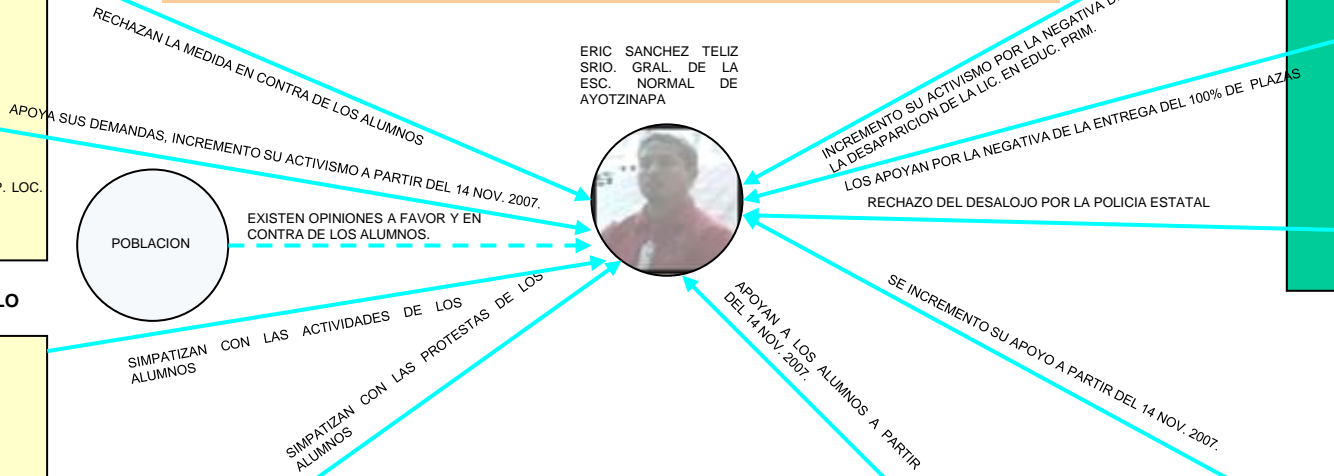 RECHAZAN LA MEDIDA EN CONTRA DE LOS ALUMNOS
ERIC SANCHEZ TELIZ
SRIO. GRAL. DE LA
ESC. NORMAL DE
AYOTZINAPA
INCREMENTO SU ACTIVISMO POR LA NEGATIVA
LA DESAPARICION DE LA LIC. EN EDUC. PRIM.
LOS APOYAN POR LA NEGATIVA DE LA ENTREGA DEL 100% DE PLAZAS
APOYA SUS DEMANDAS, INCREMENTO SU ACTIVISMO A PARTIR DEL 14 NOV. 2007.
LOC.
RECHAZO DEL DESALOJO POR LA POLICIA ESTATAL
POBLACION
EXISTEN OPINIONES A FAVOR Y EN
CONTRA DE LOS ALUMNOS.
LO
SIMPATIZAN CON LAS ACTIVIDADES DE LOS
ALUMNOS
SIMPATIZAN CON LAS PROTESTAS DE LOS
ALUMNOS
APOYAN A LOS ALUMNOS A PARTIR
DEL 14 NOV. 2007.
SE INCREMENTO SU APOYO A PARTIR DEL 14 NOV. 2007.